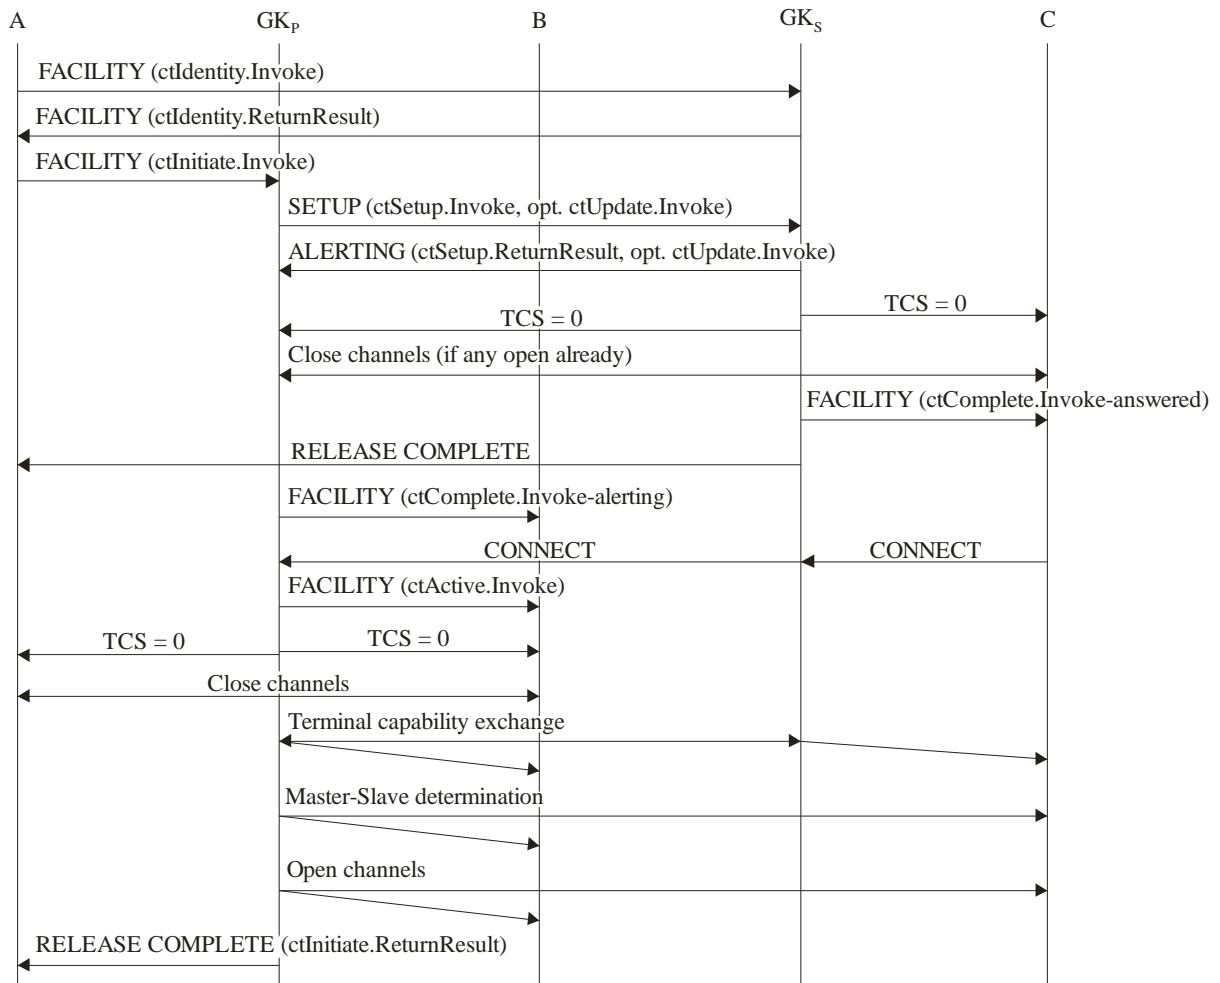 A GKP B GKS C
FACILITY (ctIdentity.Invoke)
FACILITY (ctIdentity.ReturnResult)
FACILITY (ctInitiate.Invoke)
SETUP (ctSetup.Invoke, opt. ctUpdate.Invoke)
ALERTING (ctSetup.ReturnResult, opt. ctUpdate.Invoke)
TCS = 0
TCS = 0
Close channels (if any open already)
FACILITY (ctComplete.Invoke-answered)
RELEASE COMPLETE
FACILITY (ctComplete.Invoke-alerting)
CONNECT CONNECT
FACILITY (ctActive.Invoke)
TCS = 0 TCS = 0
Close channels
Terminal capability exchange
Master-Slave determination
Open channels
RELEASE COMPLETE (ctInitiate.ReturnResult)